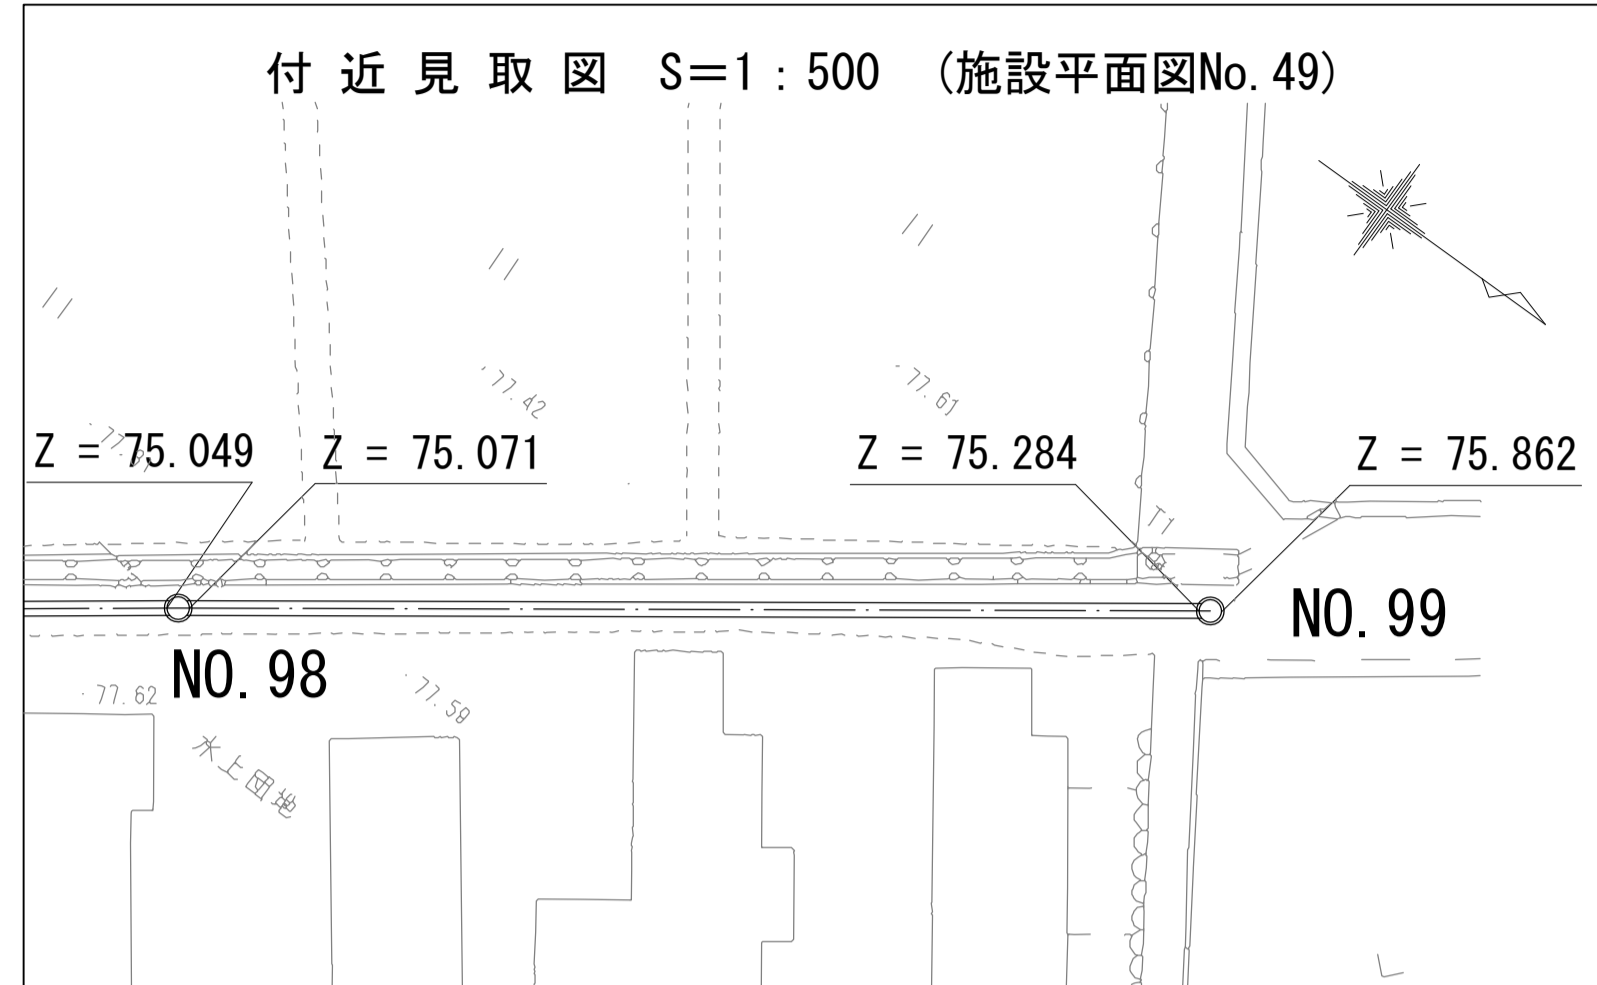 付近見取図 S=1:500 (施設平面図No.49)
77.42
77.61
Z = 75.049
Z = 75.071
Z = 75.284
Z = 75.862
T1
NO.99
NO.98
77.62
77.59
水上団地